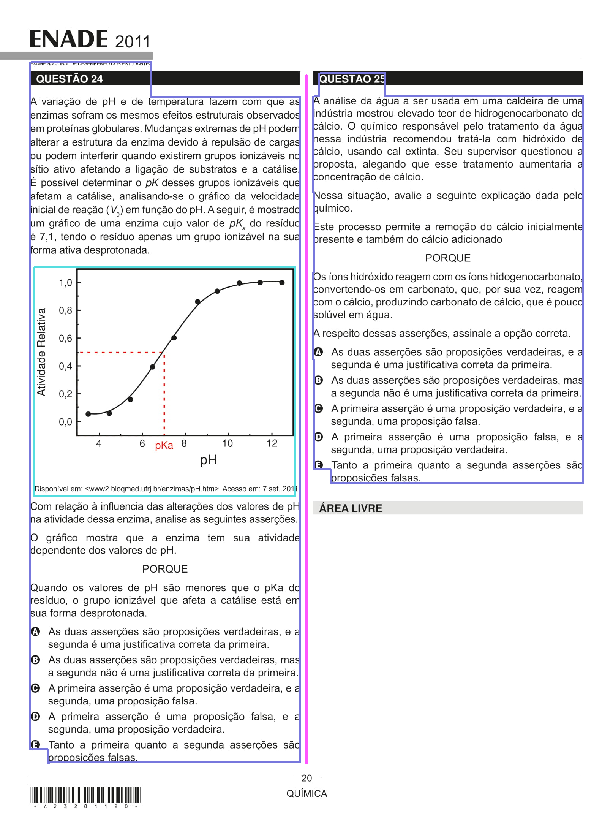 ENADE 2011
QUESTÃO 24
A variação de pH e de temperatura fazem com que as
enzimas sofram os mesmos efeitos estruturais observados
em proteínas globulares. Mudanças extremas de pH podem
alterar a estrutura da enzima devido à repulsão de cargas
ou podem interferir quando existirem grupos ionizáveis no
sítio ativo afetando a ligação de substratos e a catálise.
É possível determinar o pK desses grupos ionizáveis que
afetam a catálise, analisando-se o gráfico da velocidade
inicial de reação (V₀) em função do pH. A seguir, é mostrado
um gráfico de uma enzima cujo valor de pKₐ do resíduo
é 7,1, tendo o resíduo apenas um grupo ionizável na sua
forma ativa desprotonada.
Atividade Relativa
1,0
0,8
0,6
0,4
0,2
0,0
4 6 pKa 8 10 12
pH
Disponível em: <www2.bioqmed.ufrj.br/enzimas/pH.htm>. Acesso em: 7 set. 2011
Com relação à influencia das alterações dos valores de pH
na atividade dessa enzima, analise as seguintes asserções.
O gráfico mostra que a enzima tem sua atividade
dependente dos valores de pH.
PORQUE
Quando os valores de pH são menores que o pKa do
resíduo, o grupo ionizável que afeta a catálise está em
sua forma desprotonada.
A As duas asserções são proposições verdadeiras, e a
segunda é uma justificativa correta da primeira.
B As duas asserções são proposições verdadeiras, mas
a segunda não é uma justificativa correta da primeira.
C A primeira asserção é uma proposição verdadeira, e a
segunda, uma proposição falsa.
D A primeira asserção é uma proposição falsa, e a
segunda, uma proposição verdadeira.
E Tanto a primeira quanto a segunda asserções são
proposições falsas.
QUESTÃO 25
A análise da água a ser usada em uma caldeira de uma
indústria mostrou elevado teor de hidrogenocarbonato de
cálcio. O químico responsável pelo tratamento da água
nessa indústria recomendou tratá-la com hidróxido de
cálcio, usando cal extinta. Seu supervisor questionou a
proposta, alegando que esse tratamento aumentaria a
concentração de cálcio.
Nessa situação, avalie a seguinte explicação dada pelo
químico.
Este processo permite a remoção do cálcio inicialmente
presente e também do cálcio adicionado
PORQUE
Os íons hidróxido reagem com os íons hidogenocarbonato,
convertendo-os em carbonato, que, por sua vez, reagem
com o cálcio, produzindo carbonato de cálcio, que é pouco
solúvel em água.
A respeito dessas asserções, assinale a opção correta.
A As duas asserções são proposições verdadeiras, e a
segunda é uma justificativa correta da primeira.
B As duas asserções são proposições verdadeiras, mas
a segunda não é uma justificativa correta da primeira.
C A primeira asserção é uma proposição verdadeira, e a
segunda, uma proposição falsa.
D A primeira asserção é uma proposição falsa, e a
segunda, uma proposição verdadeira.
E Tanto a primeira quanto a segunda asserções são
proposições falsas.
ÁREA LIVRE
20
QUÍMICA